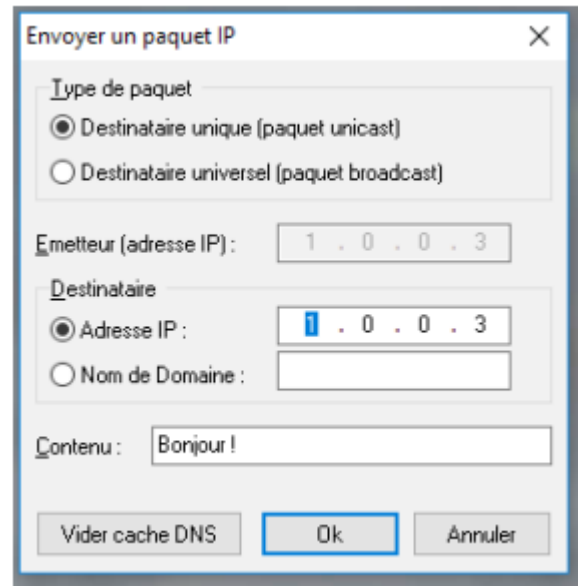 Envoyer un paquet IP
Type de paquet
Destinataire unique (paquet unicast)
Destinataire universel (paquet broadcast)
Emetteur (adresse IP) : 1 . 0 . 0 . 3
Destinataire
Adresse IP : 1 . 0 . 0 . 3
Nom de Domaine :
Contenu : Bonjour !
Vider cache DNS Ok Annuler